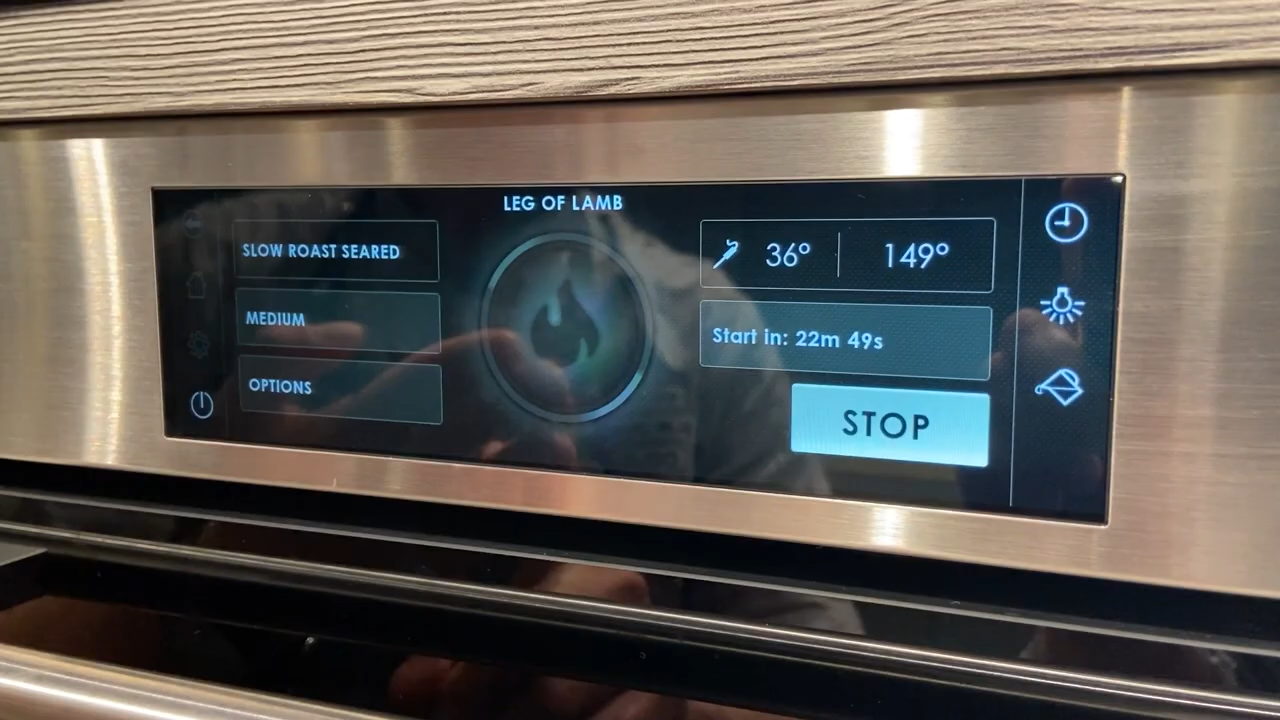 LEG OF LAMB
SLOW ROAST SEARED
MEDIUM
OPTIONS
36° 149°
Start in: 22m 49s
STOP